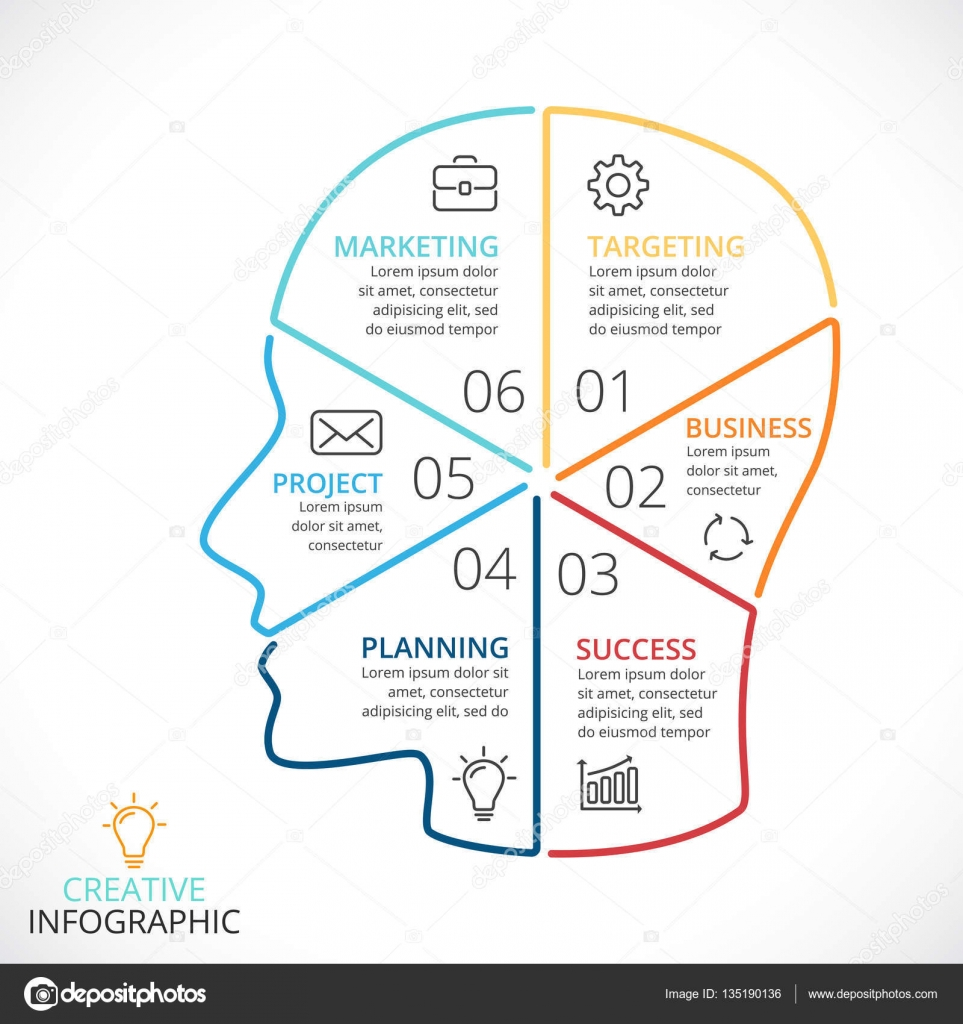 MARKETING
Lorem ipsum dolor
sit amet, consectetur
adipisicing elit, sed
do eiusmod tempor
06
TARGETING
Lorem ipsum dolor
sit amet, consectetur
adipisicing elit, sed
do eiusmod tempor
01
BUSINESS
Lorem ipsum
dolor sit amet,
consectetur
02
PROJECT
Lorem ipsum
dolor sit amet,
consectetur
05
04
PLANNING
Lorem ipsum dolor sit
amet, consectetur
adipisicing elit, sed do
03
SUCCESS
Lorem ipsum dolor
sit amet, consectetur
adipisicing elit, sed
do eiusmod tempor
CREATIVE
INFOGRAPHIC
depositphotos
Image ID: 135190136
www.depositphotos.com